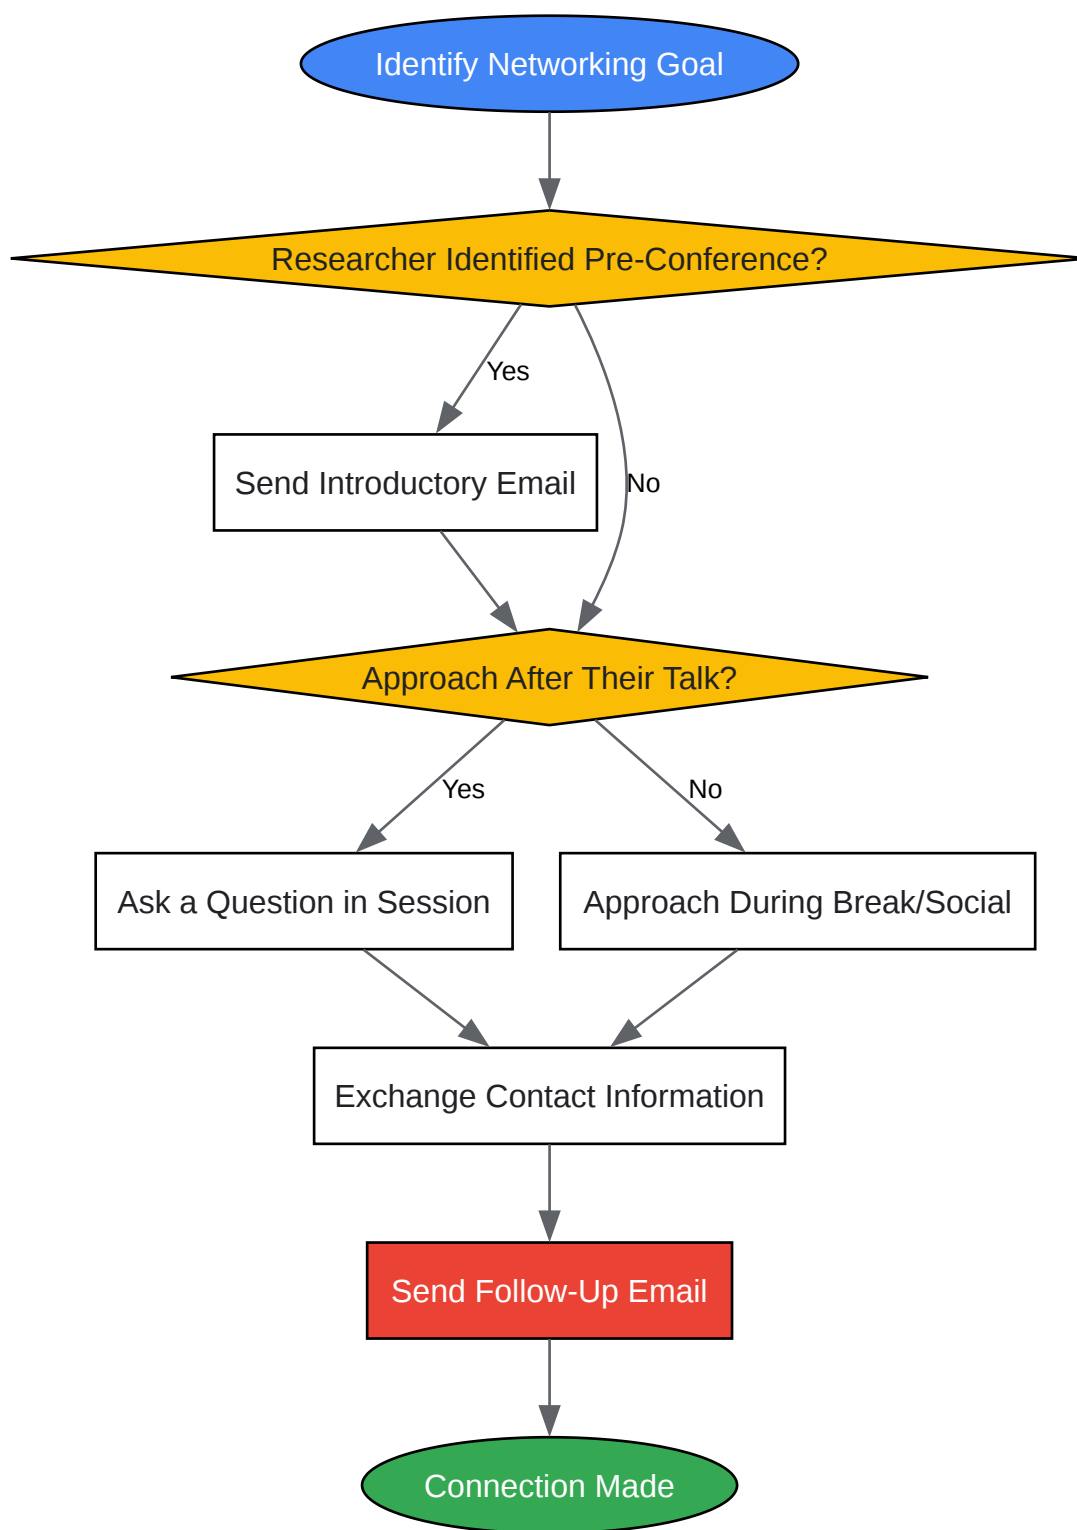 Identify Networking Goal
Researcher Identified Pre-Conference?
Yes
Send Introductory Email
No
Approach After Their Talk?
Yes
No
Ask a Question in Session
Approach During Break/Social
Exchange Contact Information
Send Follow-Up Email
Connection Made